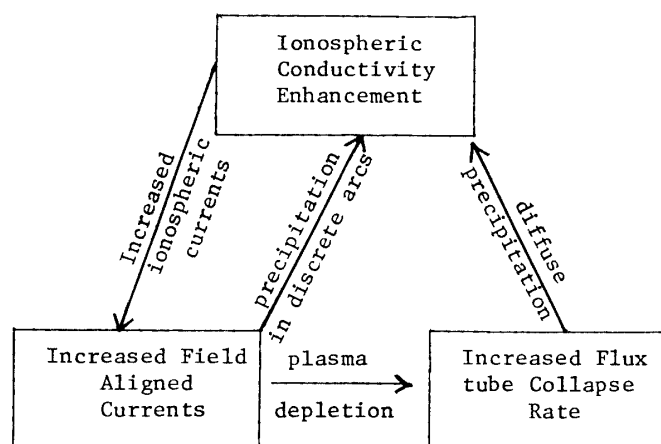 Ionospheric
Conductivity
Enhancement
Increased
ionospheric
currents
precipitation
in discrete arcs
diffuse
precipitation
Increased Field
Aligned
Currents
plasma
depletion
Increased Flux
tube Collapse
Rate